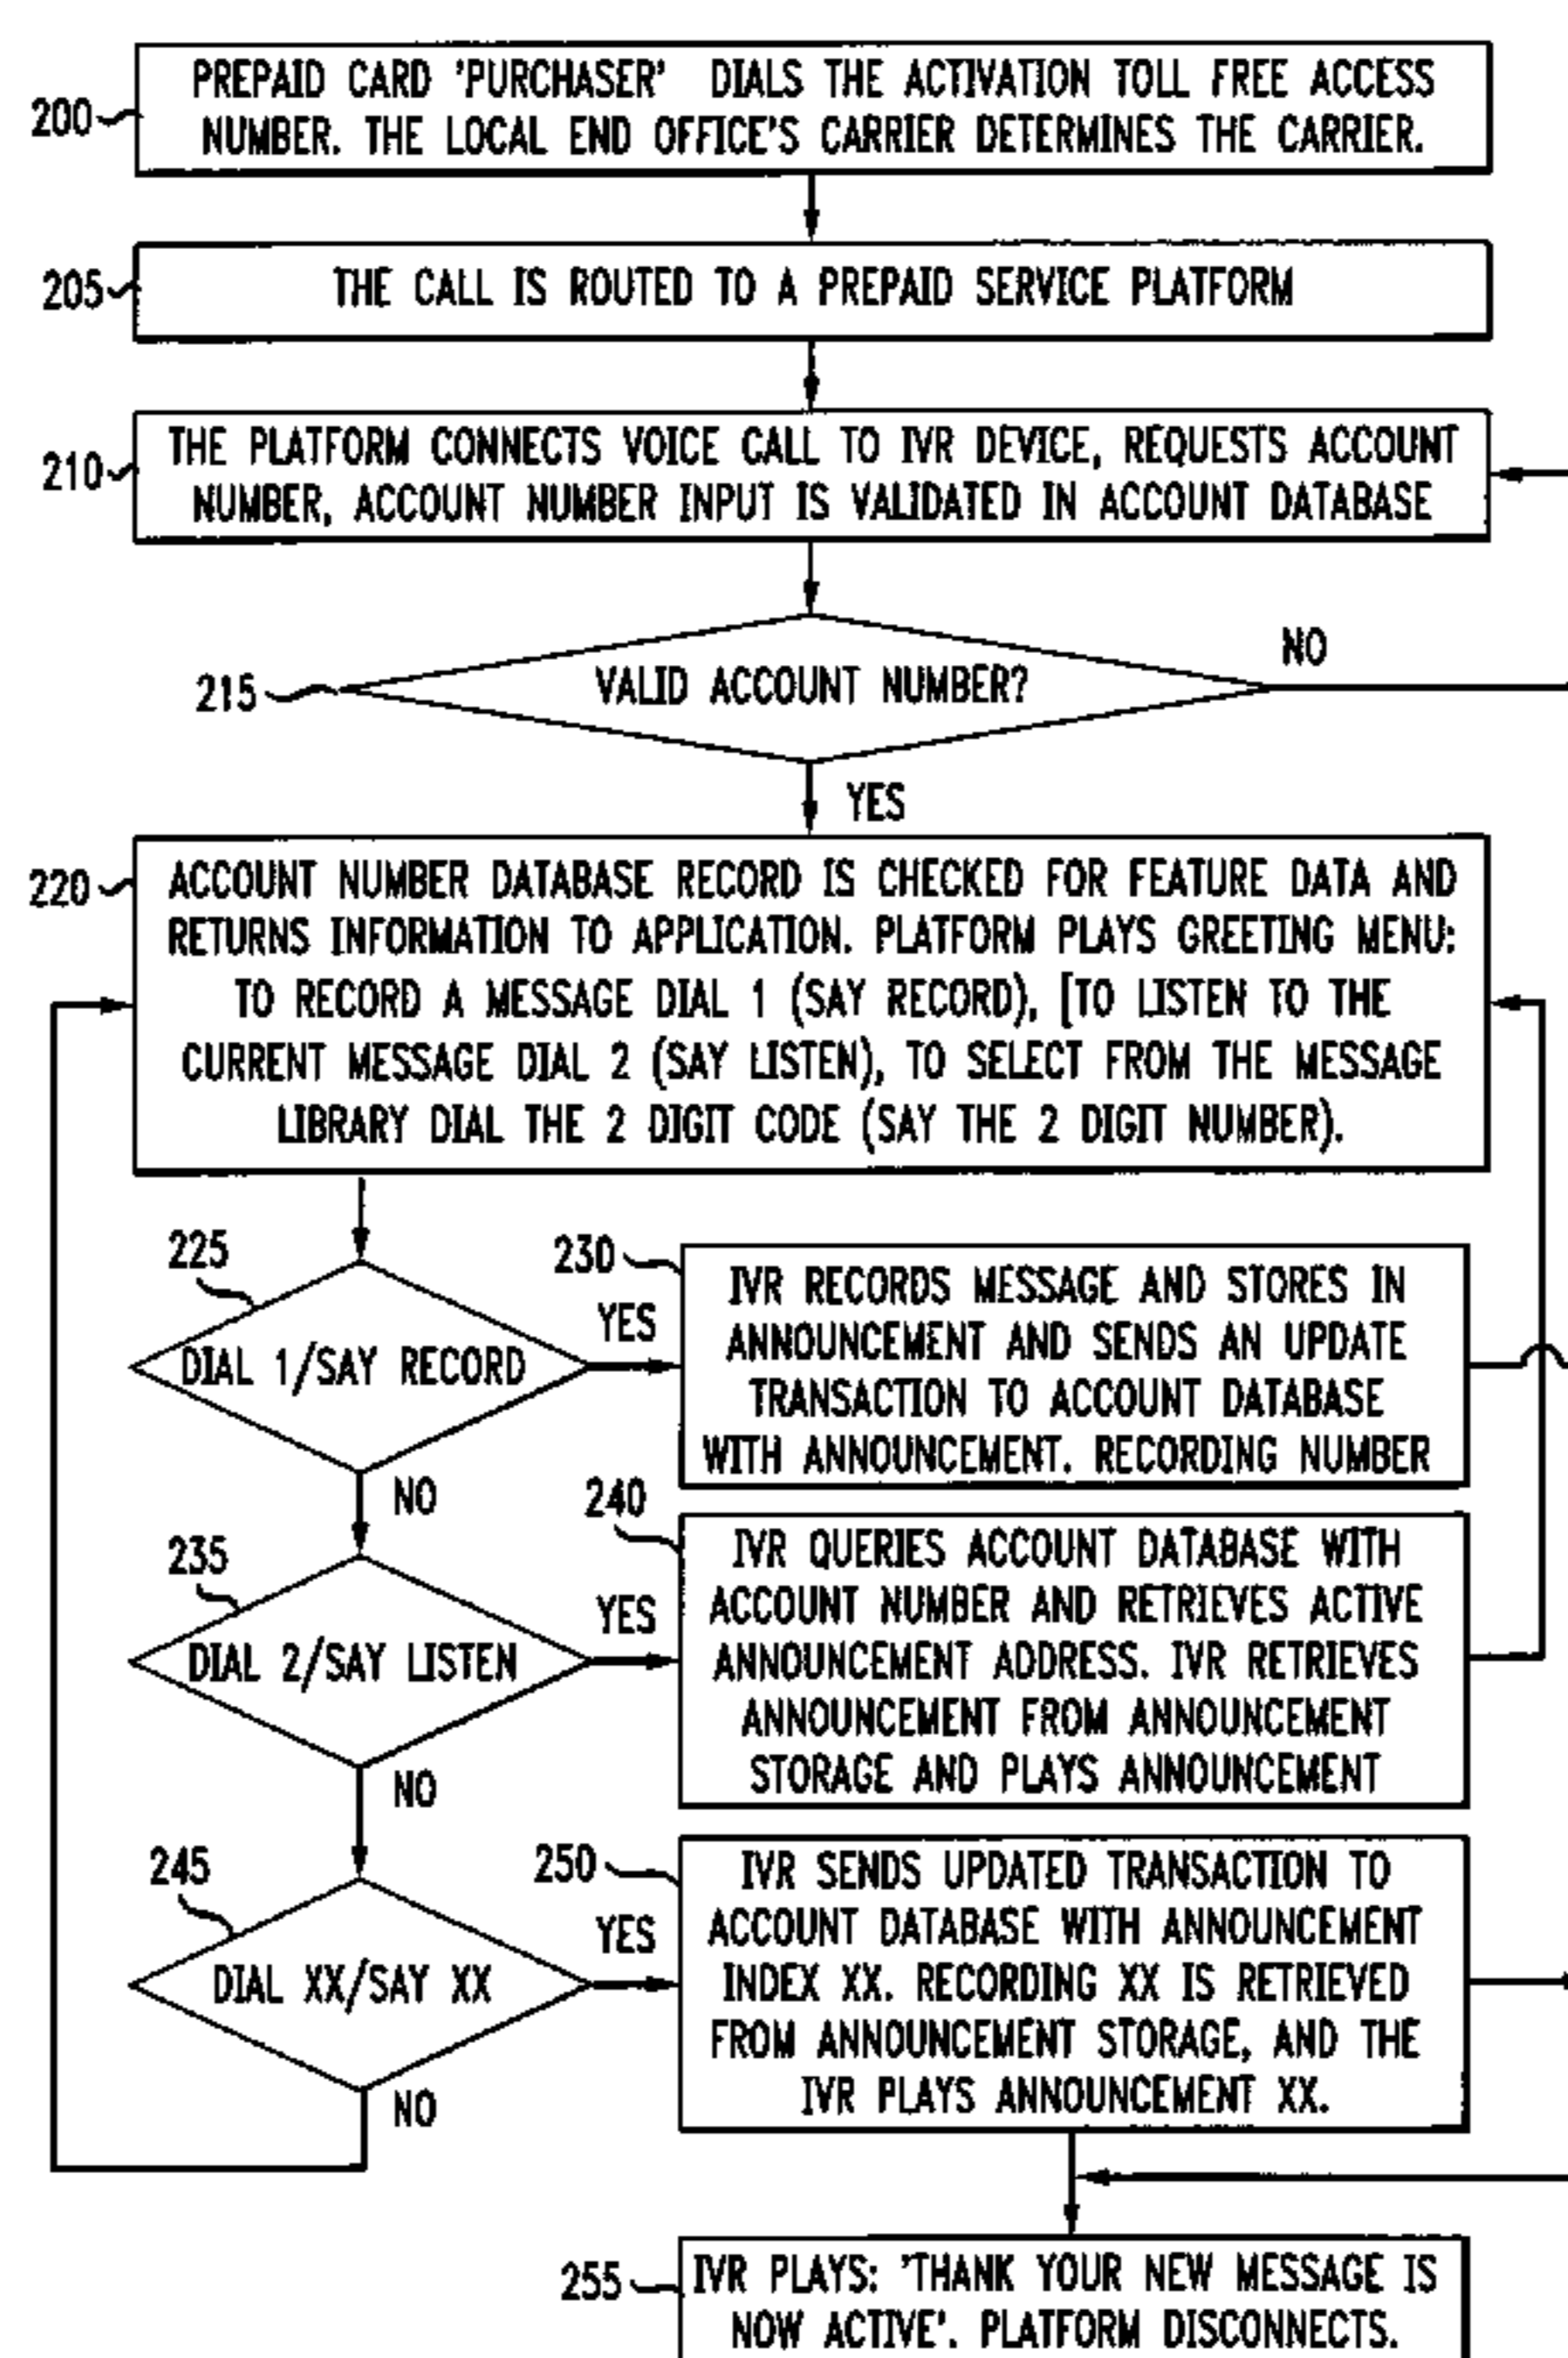 200
PREPAID CARD 'PURCHASER' DIALS THE ACTIVATION TOLL FREE ACCESS
NUMBER. THE LOCAL END OFFICE'S CARRIER DETERMINES THE CARRIER.
205
THE CALL IS ROUTED TO A PREPAID SERVICE PLATFORM
210
THE PLATFORM CONNECTS VOICE CALL TO IVR DEVICE, REQUESTS ACCOUNT
NUMBER, ACCOUNT NUMBER INPUT IS VALIDATED IN ACCOUNT DATABASE
215
VALID ACCOUNT NUMBER?
NO
YES
220
ACCOUNT NUMBER DATABASE RECORD IS CHECKED FOR FEATURE DATA AND
RETURNS INFORMATION TO APPLICATION. PLATFORM PLAYS GREETING MENU:
TO RECORD A MESSAGE DIAL 1 (SAY RECORD), [TO LISTEN TO THE
CURRENT MESSAGE DIAL 2 (SAY LISTEN), TO SELECT FROM THE MESSAGE
LIBRARY DIAL THE 2 DIGIT CODE (SAY THE 2 DIGIT NUMBER).
225
DIAL 1/SAY RECORD
YES
NO
230
IVR RECORDS MESSAGE AND STORES IN
ANNOUNCEMENT AND SENDS AN UPDATE
TRANSACTION TO ACCOUNT DATABASE
WITH ANNOUNCEMENT. RECORDING NUMBER
235
DIAL 2/SAY LISTEN
YES
NO
240
IVR QUERIES ACCOUNT DATABASE WITH
ACCOUNT NUMBER AND RETRIEVES ACTIVE
ANNOUNCEMENT ADDRESS. IVR RETRIEVES
ANNOUNCEMENT FROM ANNOUNCEMENT
STORAGE AND PLAYS ANNOUNCEMENT
245
DIAL XX/SAY XX
YES
NO
250
IVR SENDS UPDATED TRANSACTION TO
ACCOUNT DATABASE WITH ANNOUNCEMENT
INDEX XX. RECORDING XX IS RETRIEVED
FROM ANNOUNCEMENT STORAGE, AND THE
IVR PLAYS ANNOUNCEMENT XX.
255
IVR PLAYS: 'THANK YOUR NEW MESSAGE IS
NOW ACTIVE'. PLATFORM DISCONNECTS.